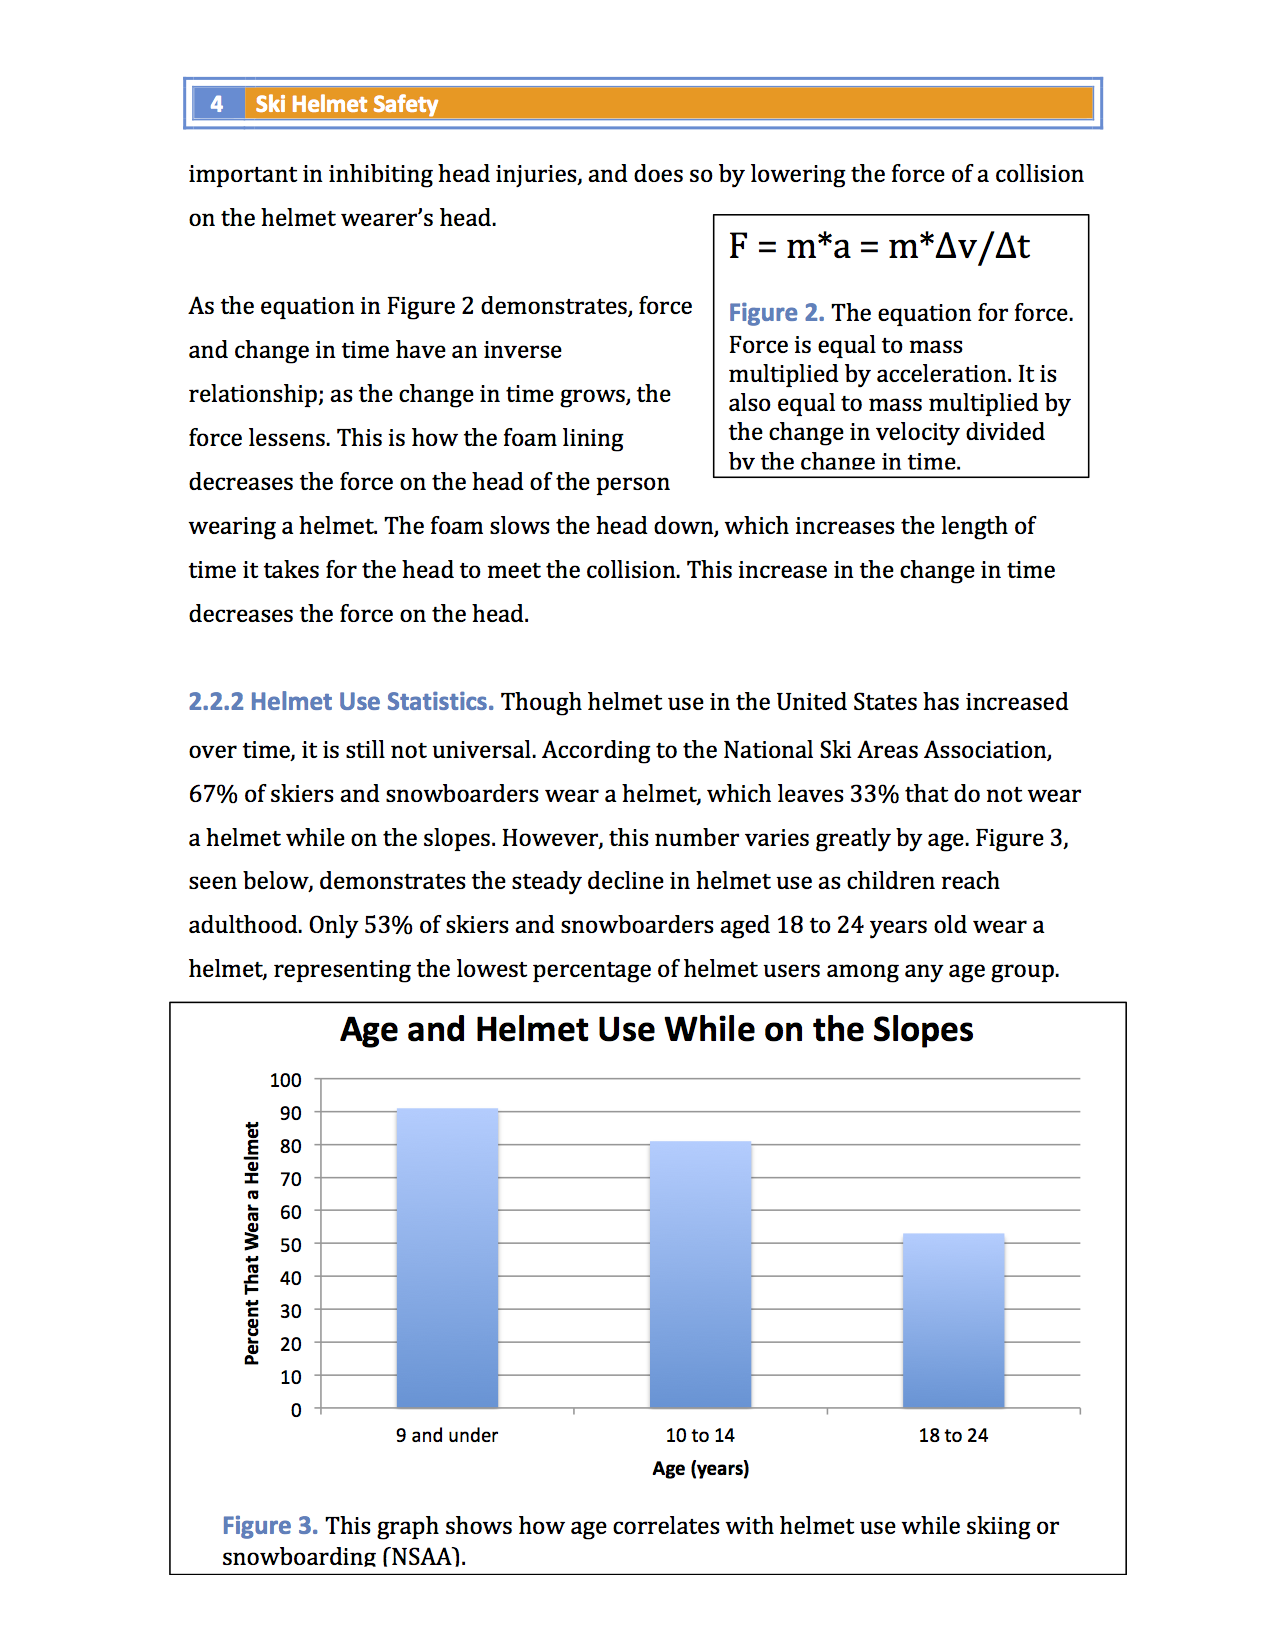 4 Ski Helmet Safety
important in inhibiting head injuries, and does so by lowering the force of a collision
on the helmet wearer’s head.
F = m*a = m*Δv/Δt
Figure 2. The equation for force.
Force is equal to mass
multiplied by acceleration. It is
also equal to mass multiplied by
the change in velocity divided
by the change in time.
As the equation in Figure 2 demonstrates, force
and change in time have an inverse
relationship; as the change in time grows, the
force lessens. This is how the foam lining
decreases the force on the head of the person
wearing a helmet. The foam slows the head down, which increases the length of
time it takes for the head to meet the collision. This increase in the change in time
decreases the force on the head.
2.2.2 Helmet Use Statistics. Though helmet use in the United States has increased
over time, it is still not universal. According to the National Ski Areas Association,
67% of skiers and snowboarders wear a helmet, which leaves 33% that do not wear
a helmet while on the slopes. However, this number varies greatly by age. Figure 3,
seen below, demonstrates the steady decline in helmet use as children reach
adulthood. Only 53% of skiers and snowboarders aged 18 to 24 years old wear a
helmet, representing the lowest percentage of helmet users among any age group.
Age and Helmet Use While on the Slopes
Percent That Wear a Helmet
100
90
80
70
60
50
40
30
20
10
0
9 and under 10 to 14 18 to 24
Age (years)
Figure 3. This graph shows how age correlates with helmet use while skiing or
snowboarding (NSAA).